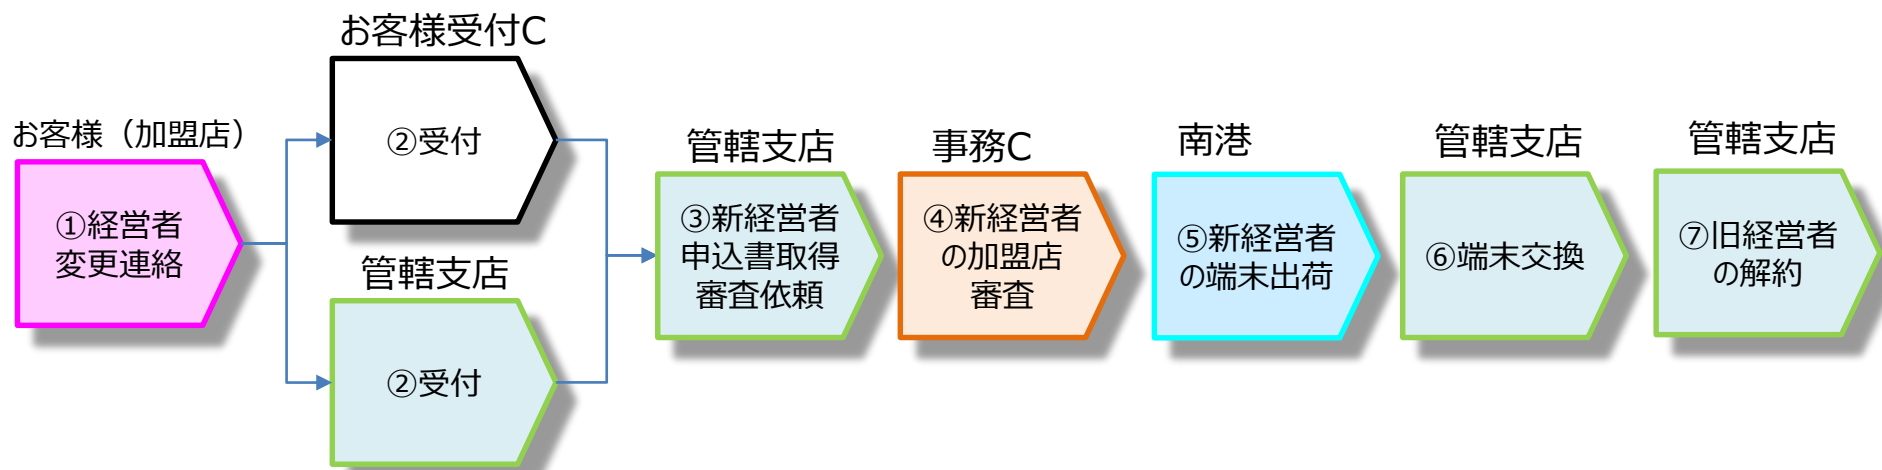 お客様（加盟店）
①経営者
変更連絡
お客様受付C
②受付
管轄支店
②受付
管轄支店
③新経営者
申込書取得
審査依頼
事務C
④新経営者
の加盟店
審査
南港
⑤新経営者
の端末出荷
管轄支店
⑥端末交換
管轄支店
⑦旧経営者
の解約